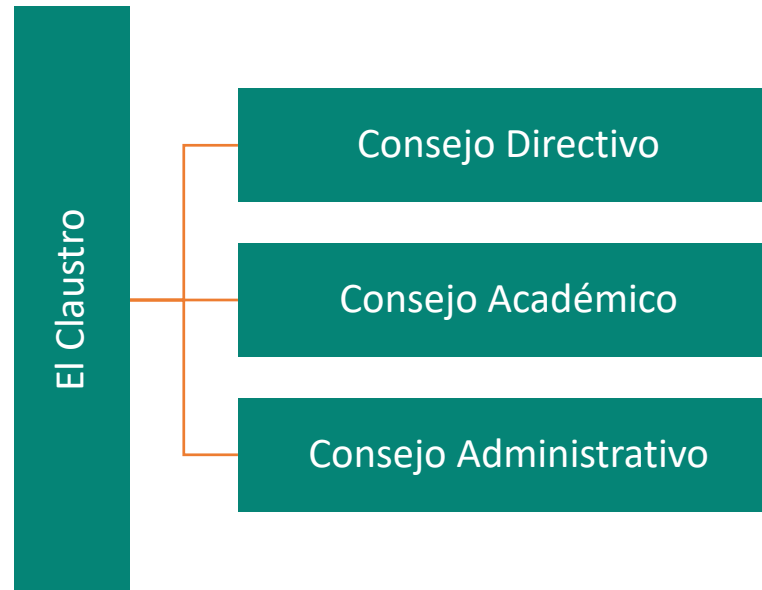 El Claustro
Consejo Directivo
Consejo Académico
Consejo Administrativo